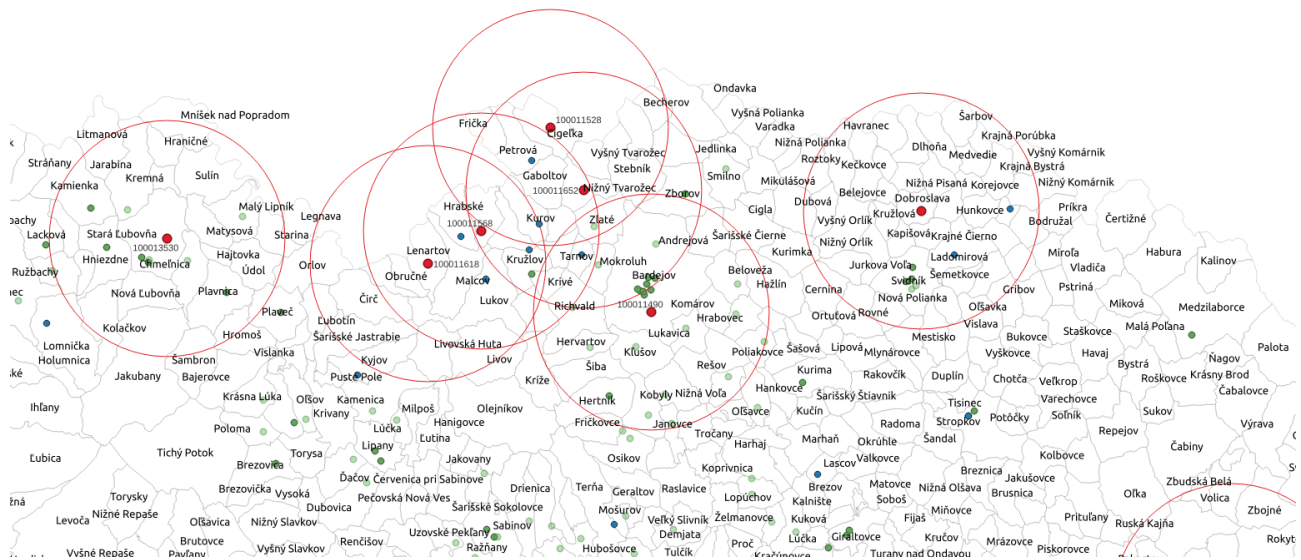 Ondavka
Becherov
Mníšek nad Popradom
Vyšná Polianka
Šarbov
Frička
Varadka
Havranec
Litmanová
Hraničné
Cigeľka
100011528
Krajná Porúbka
Nižná Polianka
Dlhoňa
Petrová
Vyšný Tvarožec
Jedlinka
Roztoky
Medvedie
Vyšný Komárnik
Stráňany
Jarabina
Kečkovce
Krajná Bystrá
Stebník
Smilno
Gaboltov
Kremná
Sulín
Mikulášová
Nižná Pisaná
Korejovce
Nižný Komárnik
Kamienka
100011652
Nižný Tvarožec
Zborov
Belejovce
Dobroslava
Dubová
Malý Lipník
Hrabské
Cigla
Kružlová
Hunkovce
Príkra
Legnava
Kurov
Zlaté
Vyšný Orlík
Bodružal
Čertižné
Lacková
Stará Ľubovňa
Matysová
Starina
100011568
Kapišová
Krajné Čierno
100013530
Andrejová
Šarišské Čierne
Nižný Orlík
Hniezdne
Chmeľnica
Hajtovka
Lenartov
Kružlov
Tarnov
Mokroluh
Kurimka
Ladomirová
Miroľa
Habura
Ružbachy
Údol
Orlov
100011618
Jurkova Voľa
Vladiča
Kalinov
Obručné
Malcov
Krivé
Bardejov
Beloveža
Svidník
Šemetkovce
Nová Ľubovňa
Plavnica
Hažlín
Cernina
Gribov
Pstriná
Čirč
Lukov
Richvald
100011490
Komárov
Nová Polianka
Oľšavka
Miková
Medzilaborce
Plaveč
Hrabovec
Ortuťová
Rovné
Kolačkov
Ľubotín
Lukavica
Vislava
Staškovce
Malá Poľana
Hromoš
Šarišské Jastrabie
Mestisko
Bukovce
Lomnička
Livovská Huta
Hervartov
Kľušov
Šašová
Lipová
Holumnica
Vislanka
Poliakovce
Mlynárovce
Vyškovce
Havaj
Palota
Šambron
Kyjov
Livov
Šiba
Rešov
Kurima
Bystrá
Ňagov
Jakubany
Bajerovce
Pusté Pole
Kríže
Hankovce
Rakovčík
Duplín
Chotča
Veľkrop
Roškovce
Krásny Brod
Krásna Lúka
Oľšov
Kamenica
Hertník
Kobyly
Nižná Voľa
Šarišský Štiavnik
Tisinec
Varechovce
Čabalovce
Ihľany
Krivany
Milpoš
Olejníkov
Oľšavce
Kučín
Potôčky
Soľník
Sukov
Poloma
Lúčka
Hanigovce
Fričkovce
Janovce
Radoma
Stropkov
Repejov
Výrava
Tichý Potok
Torysa
Lipany
Ľutina
Tročany
Harhaj
Marhaň
Okrúhle
Šandal
Čabiny
Ľubica
Brezovica
Jakovany
Osikov
Koprivnica
Lascov
Valkovce
Kolbovce
Ďačov
Červenica pri Sabinove
Breznica
Brezovička
Vysoká
Drienica
Terňa
Geraltov
Raslavice
Brezov
Matovce
Nižná Olšava
Jakušovce
Zbudská Belá
Torysky
Pečovská Nová Ves
Lopúchov
Kalnište
Soboš
Brusnica
Oľka
Volica
Levoča
Nižné Repaše
Oľšavica
Dubovica
Šarišské Sokolovce
Mošurov
Miňovce
Prituľany
Zbojné
Nižný Slavkov
Uzovské Pekľany
Sabinov
Veľký Slivník
Želmanovce
Kuková
Fijaš
Ruská Kajňa
Brutovce
Renčišov
Demjata
Lúčka
Giraltovce
Kručov
Mrázovce
Vyšné Repaše
Vyšný Slavkov
Ražňany
Hubošovce
Tulčík
Proč
Piskorovce
Pavľany
Kračúnovce
Turany nad Ondavou